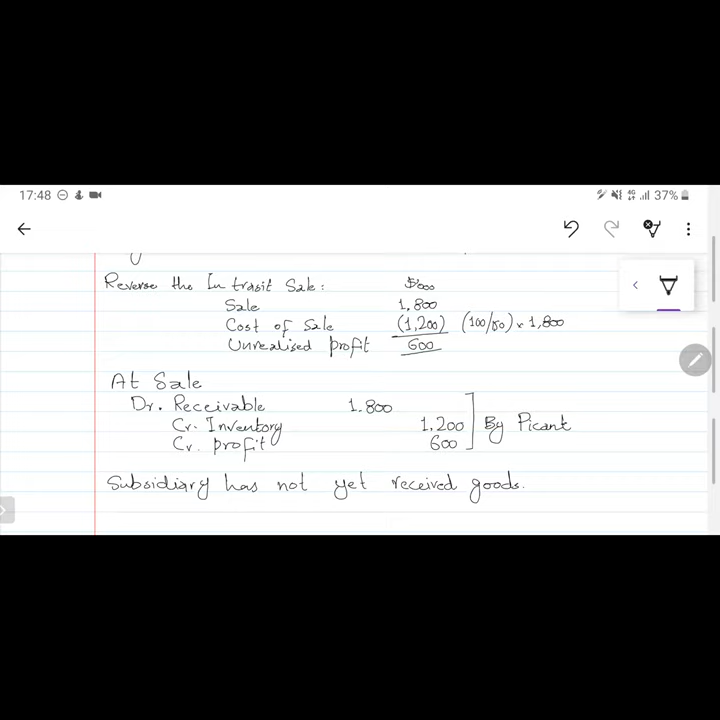 17:48 4G 37%
Reverse the In trasit Sale: $'000
Sale 1,800
Cost of Sale (1,200) (100/150) × 1,800
Unrealised profit 600
At Sale
Dr. Receivable 1.800
Cr. Inventory 1.200
Cr. profit 600
By Picant
Subsidiary has not yet received goods.